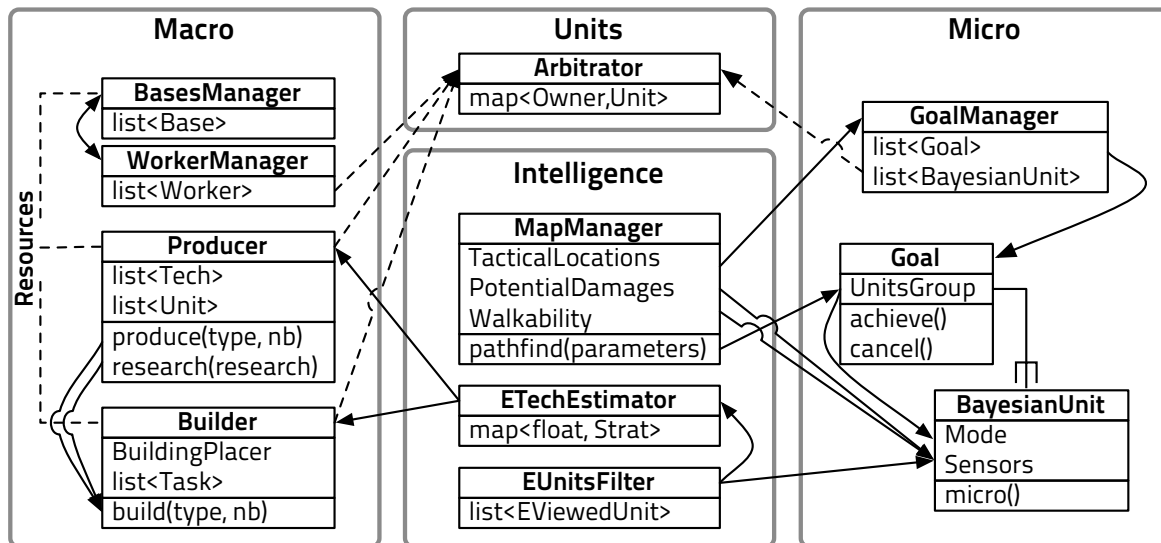 Macro
Resources
BasesManager
list<Base>
WorkerManager
list<Worker>
Producer
list<Tech>
list<Unit>
produce(type, nb)
research(research)
Builder
BuildingPlacer
list<Task>
build(type, nb)
Units
Arbitrator
map<Owner,Unit>
Intelligence
MapManager
TacticalLocations
PotentialDamages
Walkability
pathfind(parameters)
ETechEstimator
map<float, Strat>
EUnitsFilter
list<EViewedUnit>
Micro
GoalManager
list<Goal>
list<BayesianUnit>
Goal
UnitsGroup
achieve()
cancel()
BayesianUnit
Mode
Sensors
micro()